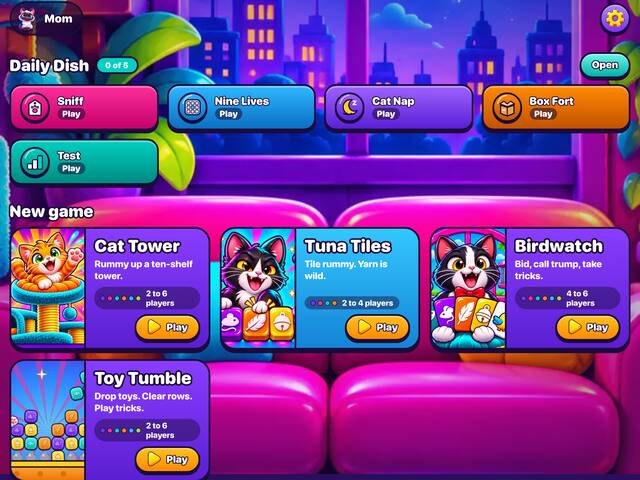 Mom
Daily Dish
0 of 5
Open
Sniff
Play
Nine Lives
Play
Cat Nap
Play
Box Fort
Play
Test
Play
New game
Cat Tower
Rummy up a ten-shelf
tower.
2 to 6
players
Play
Tuna Tiles
Tile rummy. Yarn is
wild.
2 to 4 players
Play
Birdwatch
Bid, call trump, take
tricks.
4 to 6
players
Play
Toy Tumble
Drop toys. Clear rows.
Play tricks.
2 to 6
players
Play